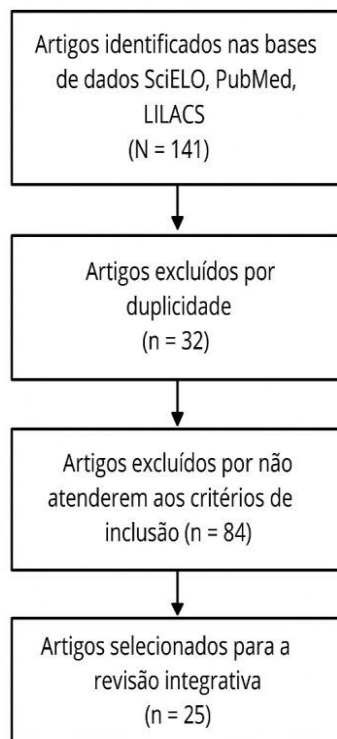 Artigos identificados nas bases
de dados SciELO, PubMed,
LILACS
(N = 141)
Artigos excluídos por
duplicidade
(n = 32)
Artigos excluídos por não
atenderem aos critérios de
inclusão (n = 84)
Artigos selecionados para a
revisão integrativa
(n = 25)